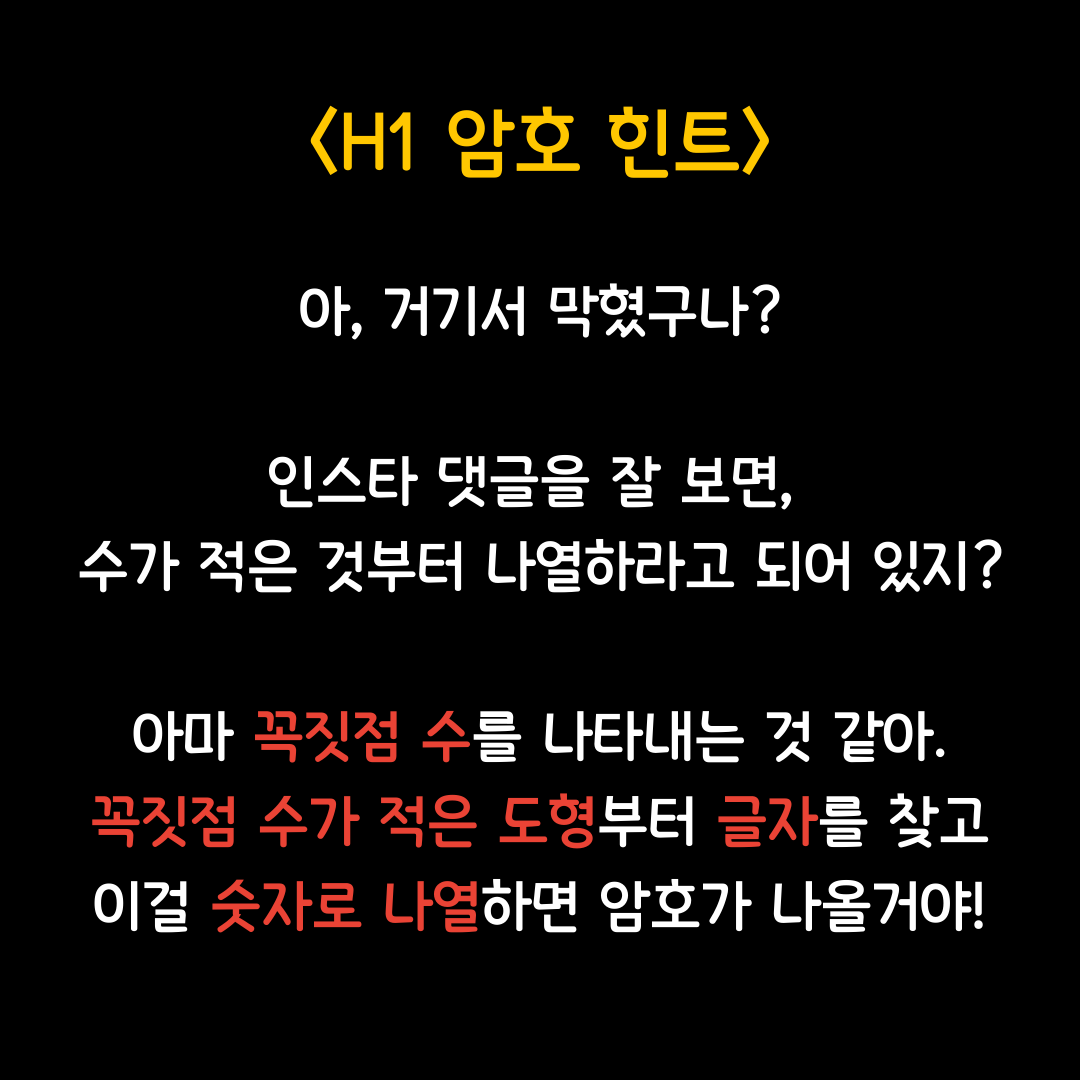 <H1 암호 힌트>
아, 거기서 막혔구나?
인스타 댓글을 잘 보면,
수가 적은 것부터 나열하라고 되어 있지?
아마 꼭짓점 수를 나타내는 것 같아.
꼭짓점 수가 적은 도형부터 글자를 찾고
이걸 숫자로 나열하면 암호가 나올거야!